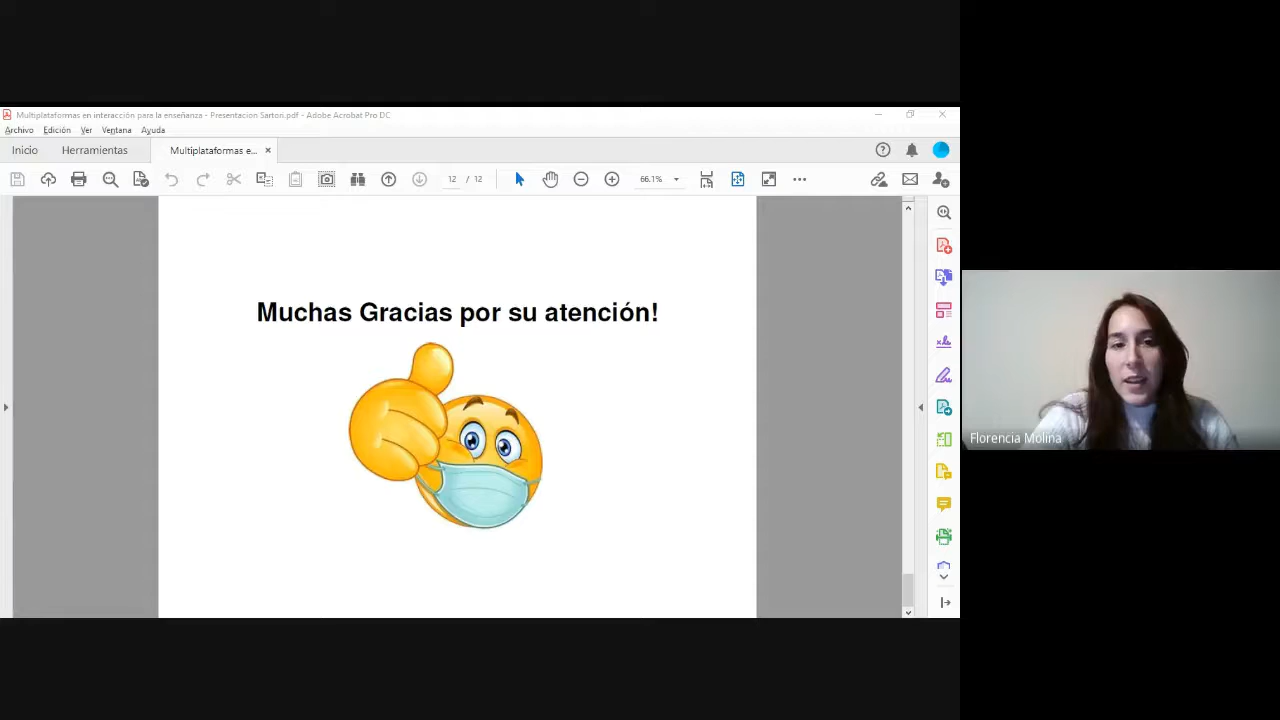 Multiplataformas en interacción para la enseñanza - Presentacion Sartori.pdf - Adobe Acrobat Pro DC
Archivo Edición Ver Ventana Ayuda
Inicio Herramientas Multiplataformas e... ×
12 / 12 66.1%
Muchas Gracias por su atención!
Florencia Molina